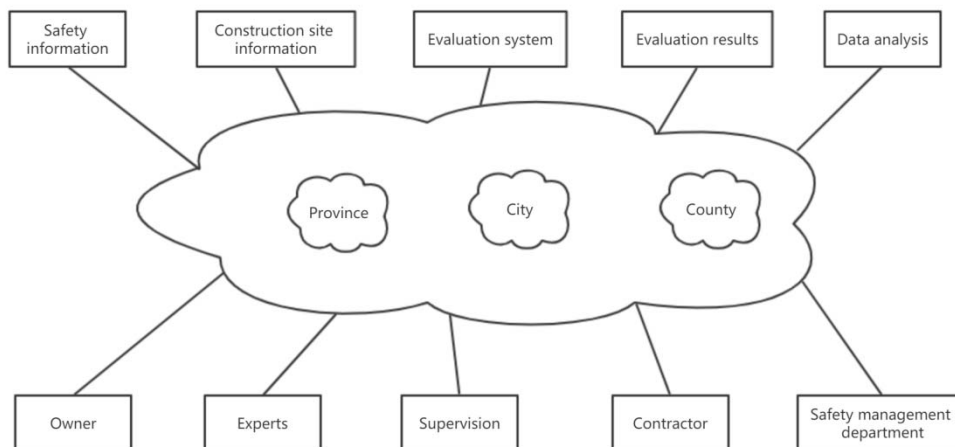 Safety
information
Construction site
information
Evaluation system
Evaluation results
Data analysis
Province
City
County
Owner
Experts
Supervision
Contractor
Safety management
department